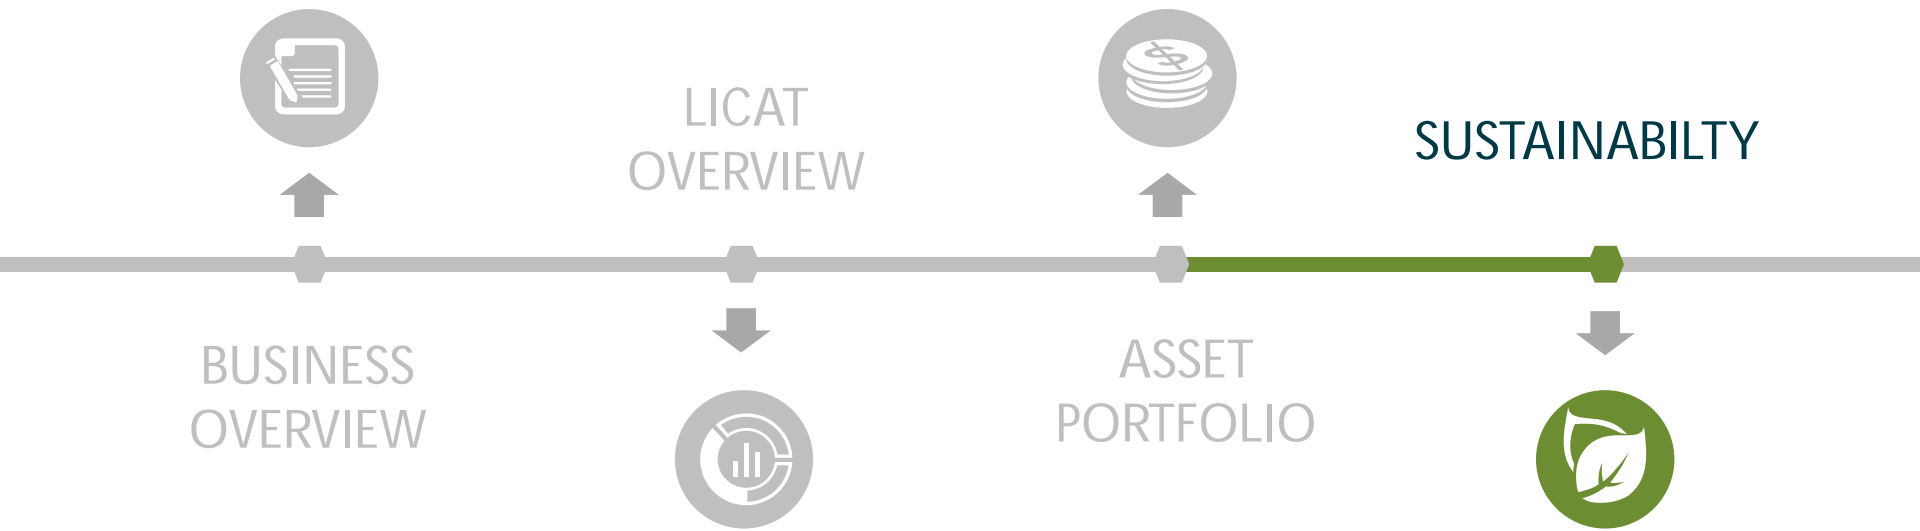 BUSINESS
OVERVIEW
LICAT
OVERVIEW
ASSET
PORTFOLIO
SUSTAINABILTY